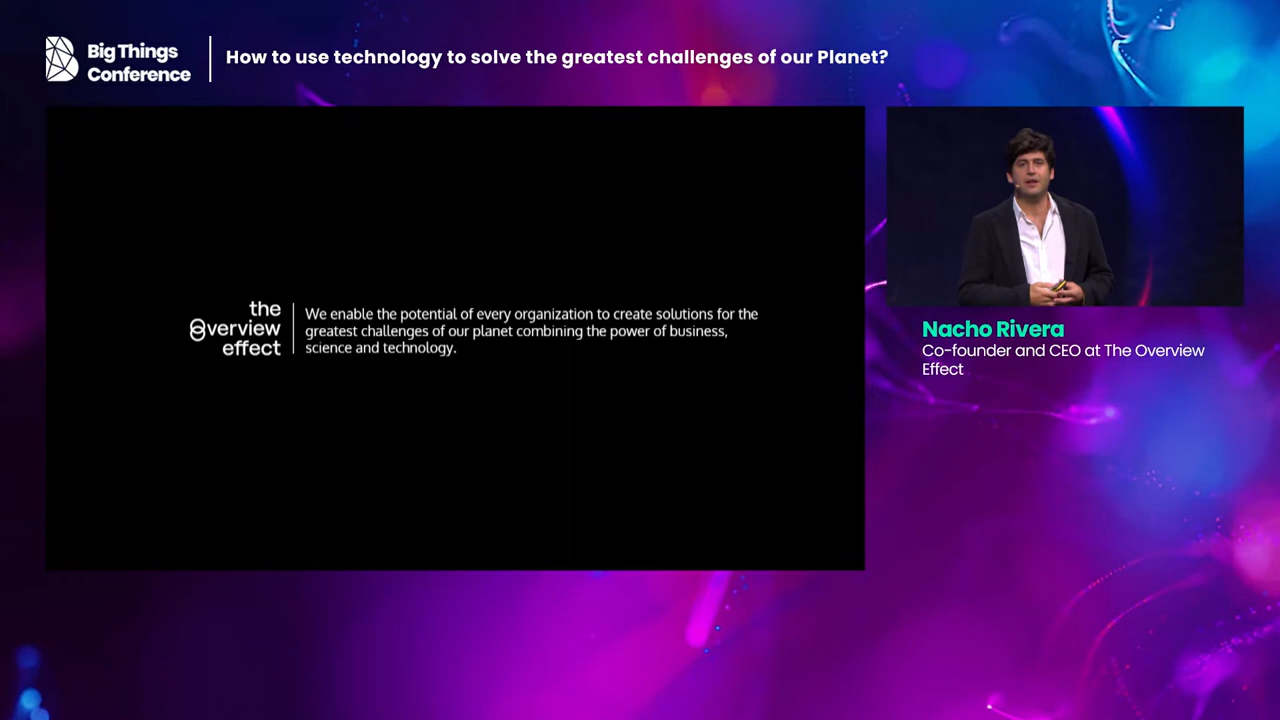 Big Things
Conference
How to use technology to solve the greatest challenges of our Planet?
the
overview
effect
We enable the potential of every organization to create solutions for the
greatest challenges of our planet combining the power of business,
science and technology.
Nacho Rivera
Co-founder and CEO at The Overview
Effect